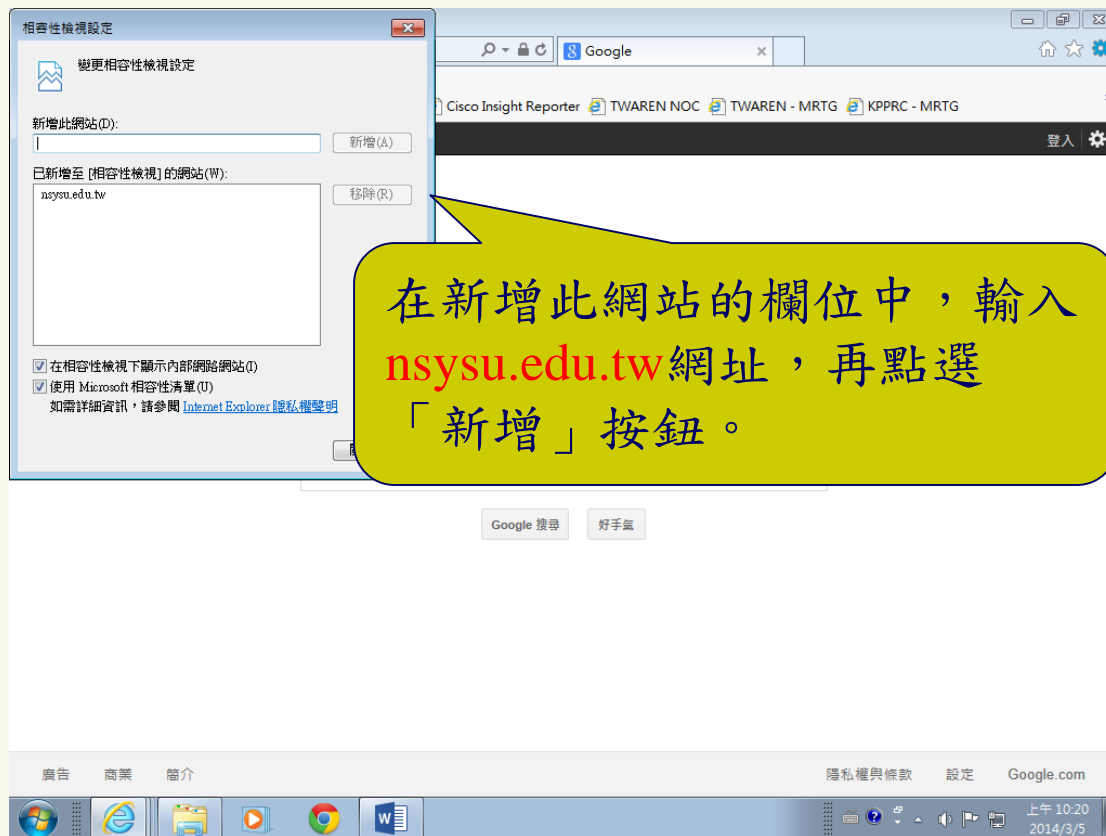 相容性檢視設定
變更相容性檢視設定
新增此網站(D):
新增(A)
已新增至 [相容性檢視] 的網站(W):
nsysu.edu.tw
移除(R)
在相容性檢視下顯示內部網路網站(I)
使用 Microsoft 相容性清單(U)
如需詳細資訊，請參閱 Internet Explorer 隱私權聲明
Google
Cisco Insight Reporter TWAREN NOC TWAREN - MRTG KPPRC - MRTG
登入
在新增此網站的欄位中，輸入
nsysu.edu.tw網址，再點選
「新增」按鈕。
Google 搜尋 好手氣
廣告 商業 簡介 隱私權與條款 設定 Google.com
上午 10:20
2014/3/5